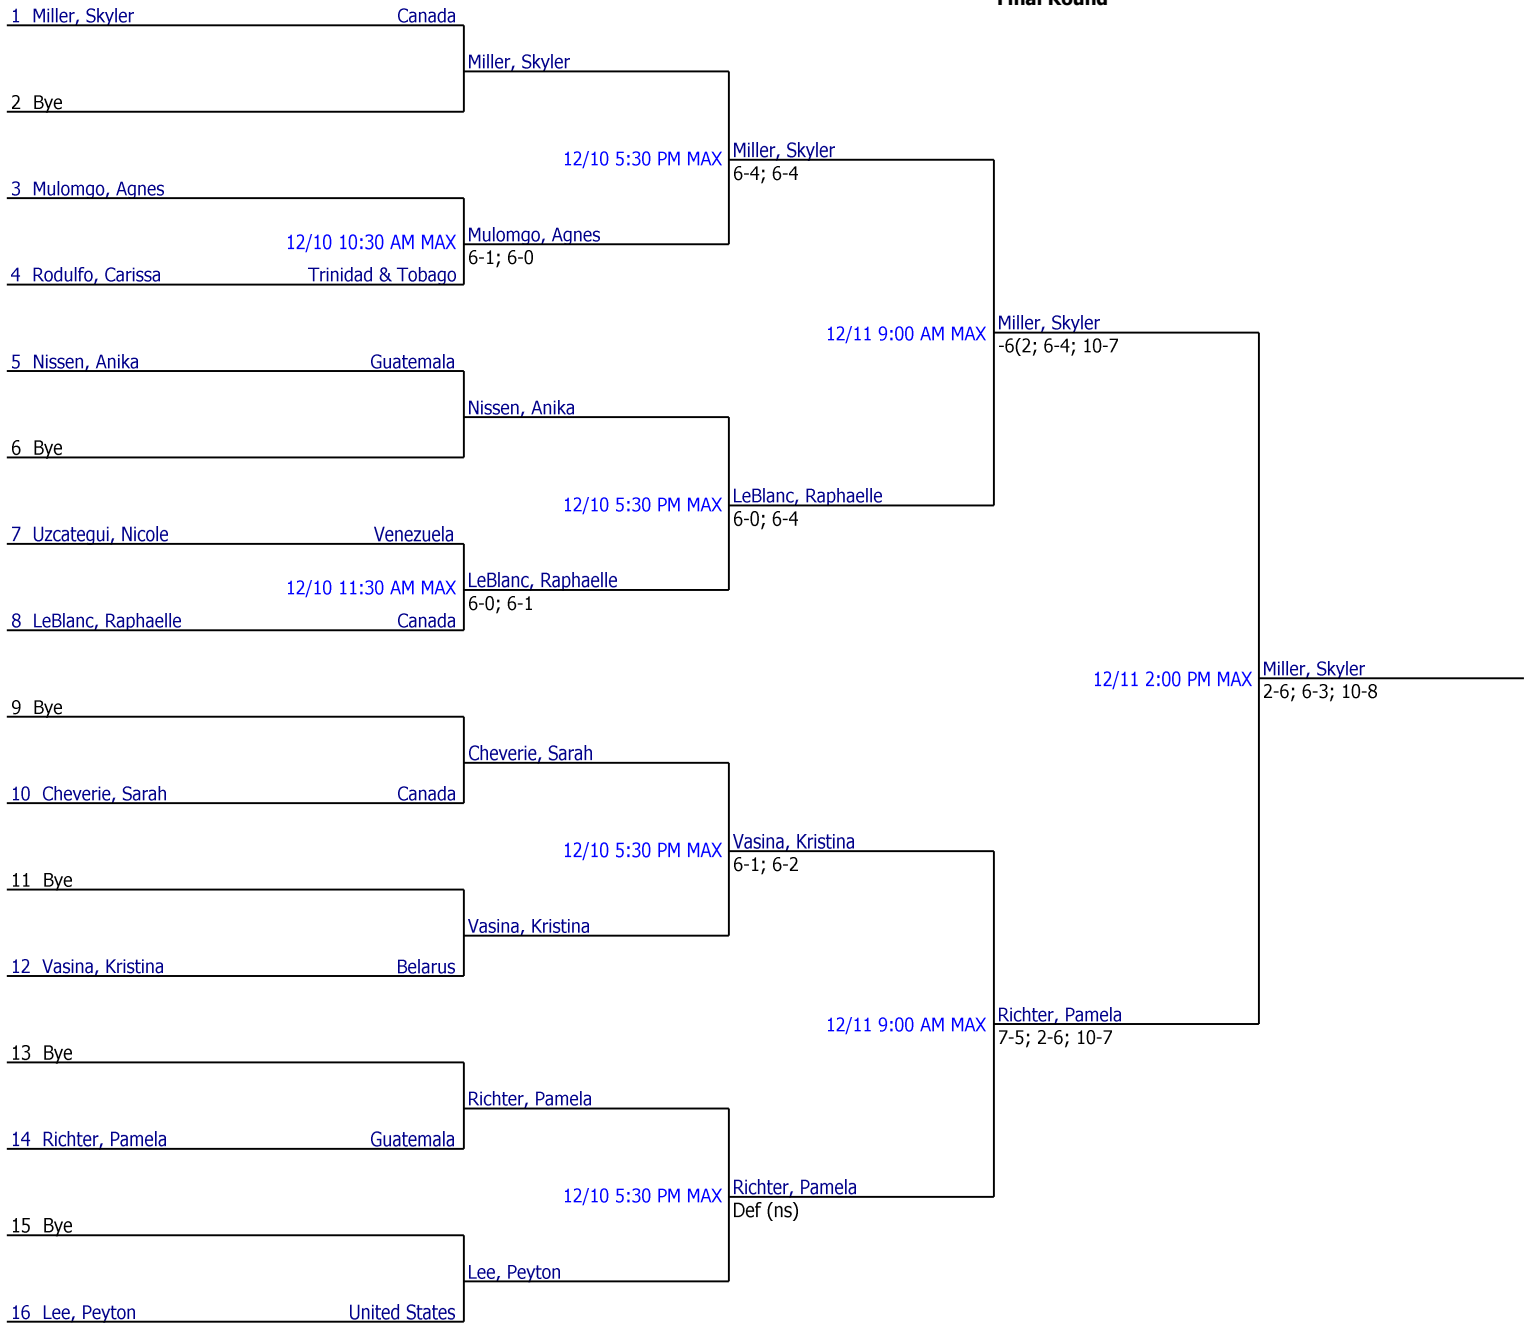 Final Round
1 Miller, Skyler Canada
Miller, Skyler
2 Bye
12/10 5:30 PM MAX Miller, Skyler
6-4; 6-4
3 Mulomgo, Agnes
12/10 10:30 AM MAX Mulomgo, Agnes
6-1; 6-0
4 Rodulfo, Carissa Trinidad & Tobago
12/11 9:00 AM MAX Miller, Skyler
-6(2; 6-4; 10-7
5 Nissen, Anika Guatemala
Nissen, Anika
6 Bye
12/10 5:30 PM MAX LeBlanc, Raphaelle
6-0; 6-4
7 Uzcategui, Nicole Venezuela
12/10 11:30 AM MAX LeBlanc, Raphaelle
6-0; 6-1
8 LeBlanc, Raphaelle Canada
12/11 2:00 PM MAX Miller, Skyler
2-6; 6-3; 10-8
9 Bye
Cheverie, Sarah
10 Cheverie, Sarah Canada
12/10 5:30 PM MAX Vasina, Kristina
6-1; 6-2
11 Bye
Vasina, Kristina
12 Vasina, Kristina Belarus
12/11 9:00 AM MAX Richter, Pamela
7-5; 2-6; 10-7
13 Bye
Richter, Pamela
14 Richter, Pamela Guatemala
12/10 5:30 PM MAX Richter, Pamela
Def (ns)
15 Bye
Lee, Peyton
16 Lee, Peyton United States